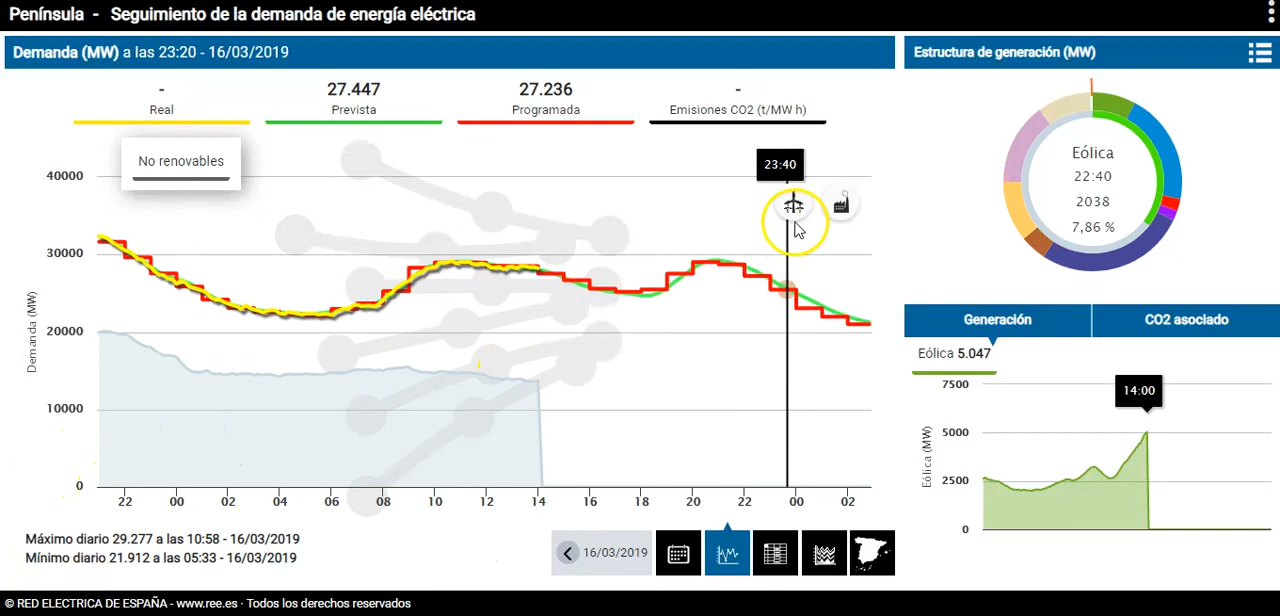 Península - Seguimiento de la demanda de energía eléctrica
Demanda (MW) a las 23:20 - 16/03/2019
- 27.447 27.236 -
Real Prevista Programada Emisiones CO2 (t/MW h)
No renovables
23:40
40000
30000
20000
10000
0
Demanda (MW)
22 00 02 04 06 08 10 12 14 16 18 20 22 00 02
Máximo diario 29.277 a las 10:58 - 16/03/2019
Mínimo diario 21.912 a las 05:33 - 16/03/2019
16/03/2019
Estructura de generación (MW)
Eólica
22:40
2038
7,86 %
Generación CO2 asociado
Eólica 5.047
14:00
7500
5000
2500
0
Eólica (MW)
© RED ELECTRICA DE ESPAÑA - www.ree.es · Todos los derechos reservados